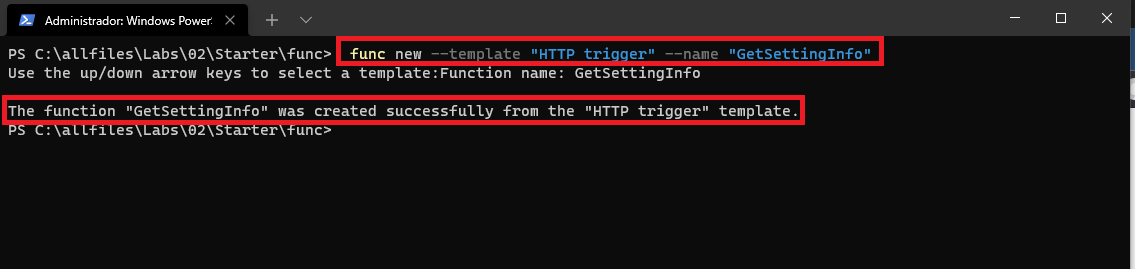 Administrador: Windows PowerS
PS C:\allfiles\Labs\02\Starter\func> func new --template "HTTP trigger" --name "GetSettingInfo"
Use the up/down arrow keys to select a template:Function name: GetSettingInfo
The function "GetSettingInfo" was created successfully from the "HTTP trigger" template.
PS C:\allfiles\Labs\02\Starter\func>